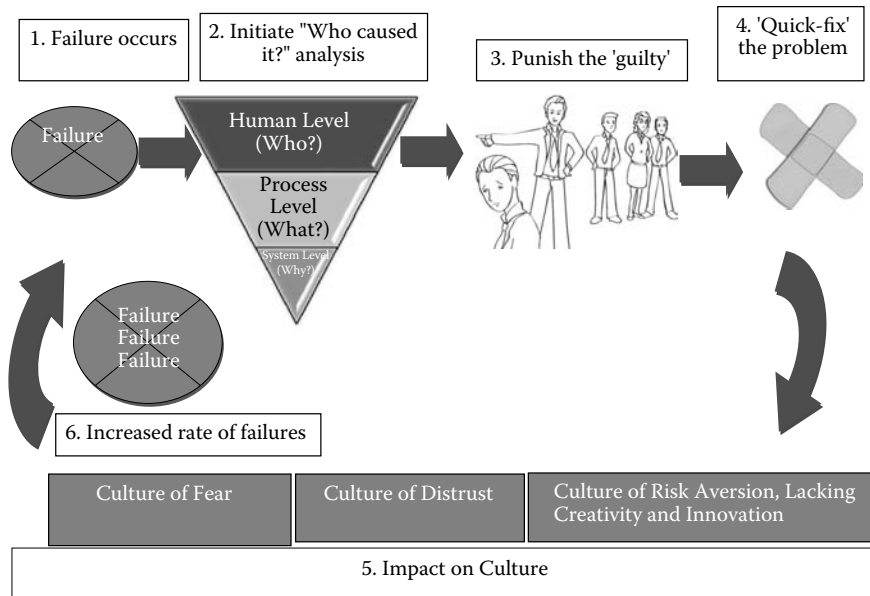 1. Failure occurs
2. Initiate "Who caused
it?" analysis
3. Punish the 'guilty'
4. 'Quick-fix'
the problem
Failure
Human Level
(Who?)
Process
Level
(What?)
System Level
(Why?)
Failure
Failure
Failure
6. Increased rate of failures
Culture of Fear
Culture of Distrust
Culture of Risk Aversion, Lacking
Creativity and Innovation
5. Impact on Culture